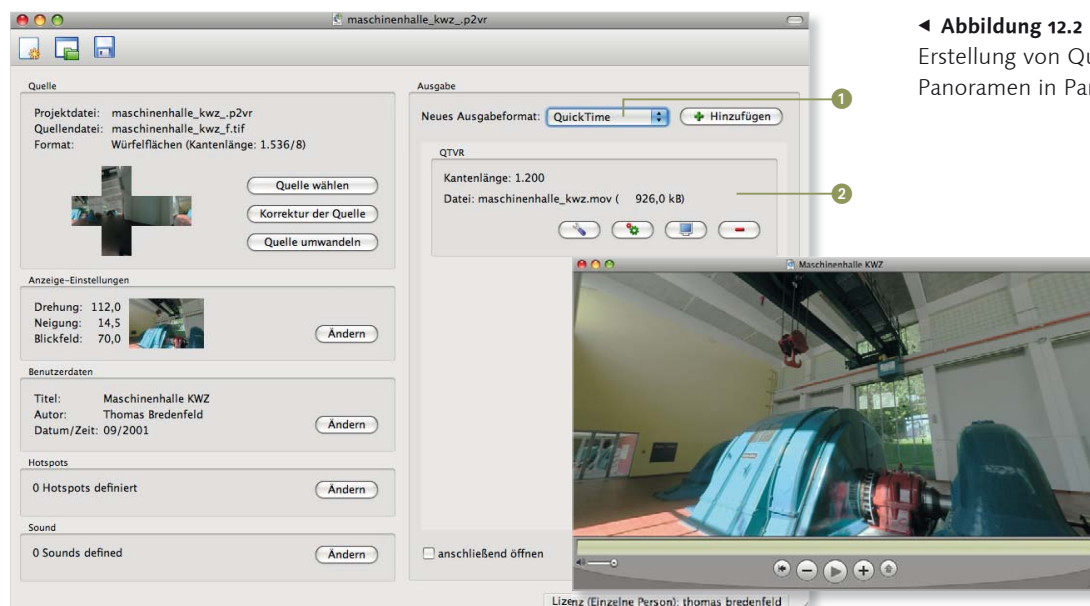 maschinenhalle_kwz_.p2vr
Quelle
Projektdatei: maschinenhalle_kwz_.p2vr
Quellendatei: maschinenhalle_kwz_f.tif
Format: Würfelflächen (Kantenlänge: 1.536/8)
Quelle wählen
Korrektur der Quelle
Quelle umwandeln
Anzeige-Einstellungen
Drehung: 112,0
Neigung: 14,5
Blickfeld: 70,0
Ändern
Benutzerdaten
Titel: Maschinenhalle KWZ
Autor: Thomas Bredenfeld
Datum/Zeit: 09/2001
Ändern
Hotspots
0 Hotspots definiert
Ändern
Sound
0 Sounds defined
Ändern
Ausgabe
Neues Ausgabeformat: QuickTime
Hinzufügen
1
QTVR
Kantenlänge: 1.200
Datei: maschinenhalle_kwz.mov ( 926,0 kB)
2
Maschinenhalle KWZ
anschließend öffnen
Lizenz (Einzelne Person): thomas bredenfeld
◄ Abbildung 12.2
Erstellung von Qu
Panoramen in Par